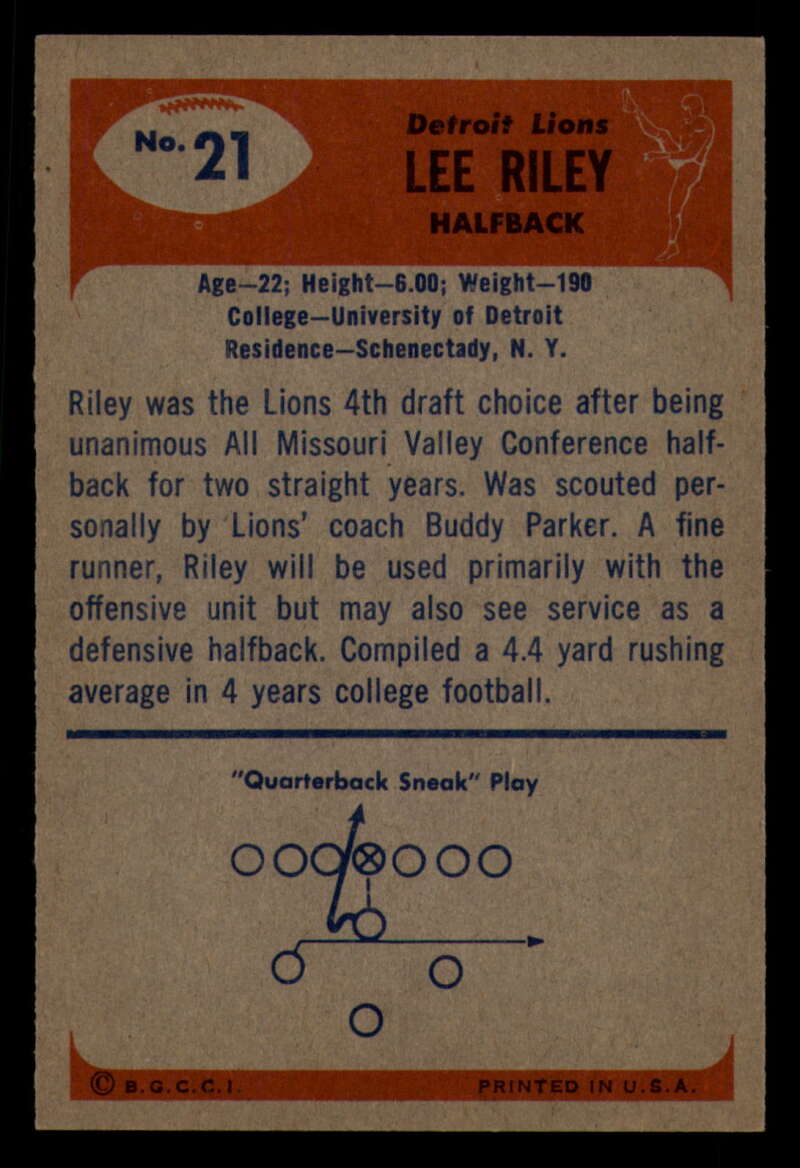 No. 21
Detroit Lions
LEE RILEY
HALFBACK
Age—22; Height—6.00; Weight—190
College—University of Detroit
Residence—Schenectady, N. Y.
Riley was the Lions 4th draft choice after being
unanimous All Missouri Valley Conference half-
back for two straight years. Was scouted per-
sonally by Lions' coach Buddy Parker. A fine
runner, Riley will be used primarily with the
offensive unit but may also see service as a
defensive halfback. Compiled a 4.4 yard rushing
average in 4 years college football.
"Quarterback Sneak" Play
© B.G.C.C.I.
PRINTED IN U.S.A.